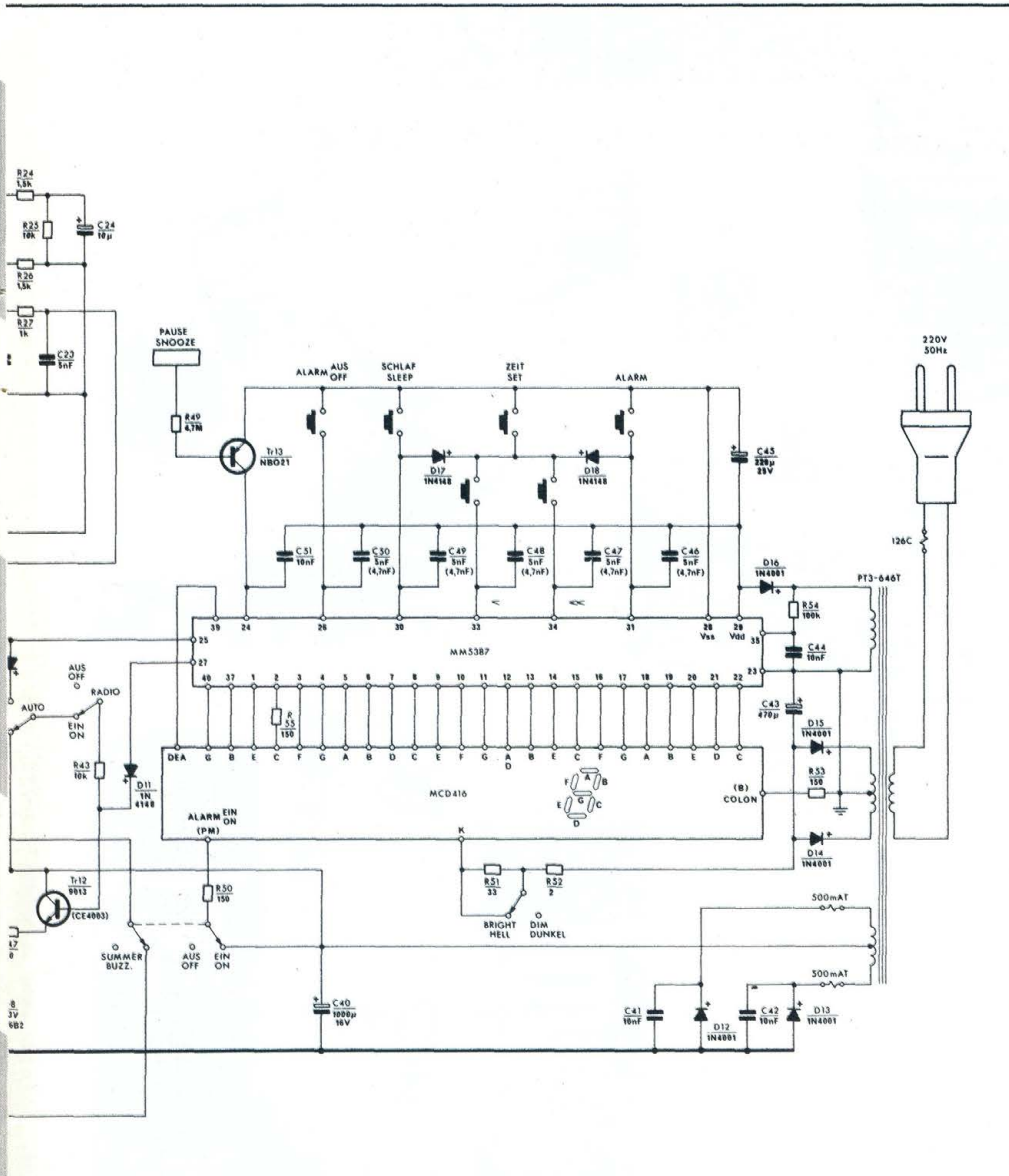 R24
1,5k
R25
10k
C24
10µ
R26
1,5k
R27
1k
C23
5nF
PAUSE
SNOOZE
R49
4,7M
Tr13
NB021
ALARM AUS
OFF
SCHLAF
SLEEP
ZEIT
SET
ALARM
220V
50Hz
D17
1N4148
D18
1N4148
C45
220µ
25V
C51
10nF
C50
5nF
(4,7nF)
C49
5nF
(4,7nF)
C48
5nF
(4,7nF)
C47
5nF
(4,7nF)
C46
5nF
(4,7nF)
126C
D16
1N4001
PT3-646T
R54
100k
39 24 26 30 33 34 31 28 29
Vss Vdd
35
25
MM5387
C44
10nF
27
23
40 37 1 2 3 4 5 6 7 8 9 10 11 12 13 14 15 16 17 18 19 20 21 22
AUS
OFF
RADIO
AUTO
EIN
ON
R
55
150
C43
470µ
D15
1N4001
DEA G B E C F G A B D C E F G A
D B E C F G A B E D C
R43
10k
D11
1N
4148
MCD416
F A B
G
E C
D
(B)
COLON
R53
150
ALARM EIN
ON
(PM)
K
D14
1N4001
Tr12
9013
(CE4003)
R50
150
R51
33
R52
2
BRIGHT
HELL
DIM
DUNKEL
500mAT
SUMMER
BUZZ.
AUS
OFF
EIN
ON
500mAT
C40
1000µ
16V
C41
10nF
D12
1N4001
C42
10nF
D13
1N4001
8
3V
6B2